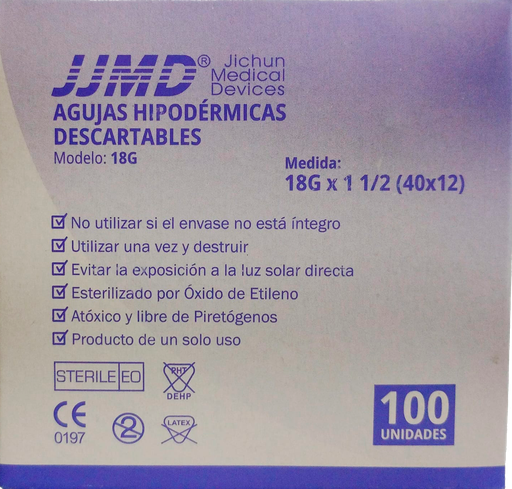 JJMD® Jichun
Medical
Devices
AGUJAS HIPODÉRMICAS
DESCARTABLES
Modelo: 18G
Medida:
18G x 1 1/2 (40x12)
No utilizar si el envase no está íntegro
Utilizar una vez y destruir
Evitar la exposición a la luz solar directa
Esterilizado por Óxido de Etileno
Atóxico y libre de Piretógenos
Producto de un solo uso
STERILE EO
PHT
DEHP
CE
0197
2
LATEX
100
UNIDADES